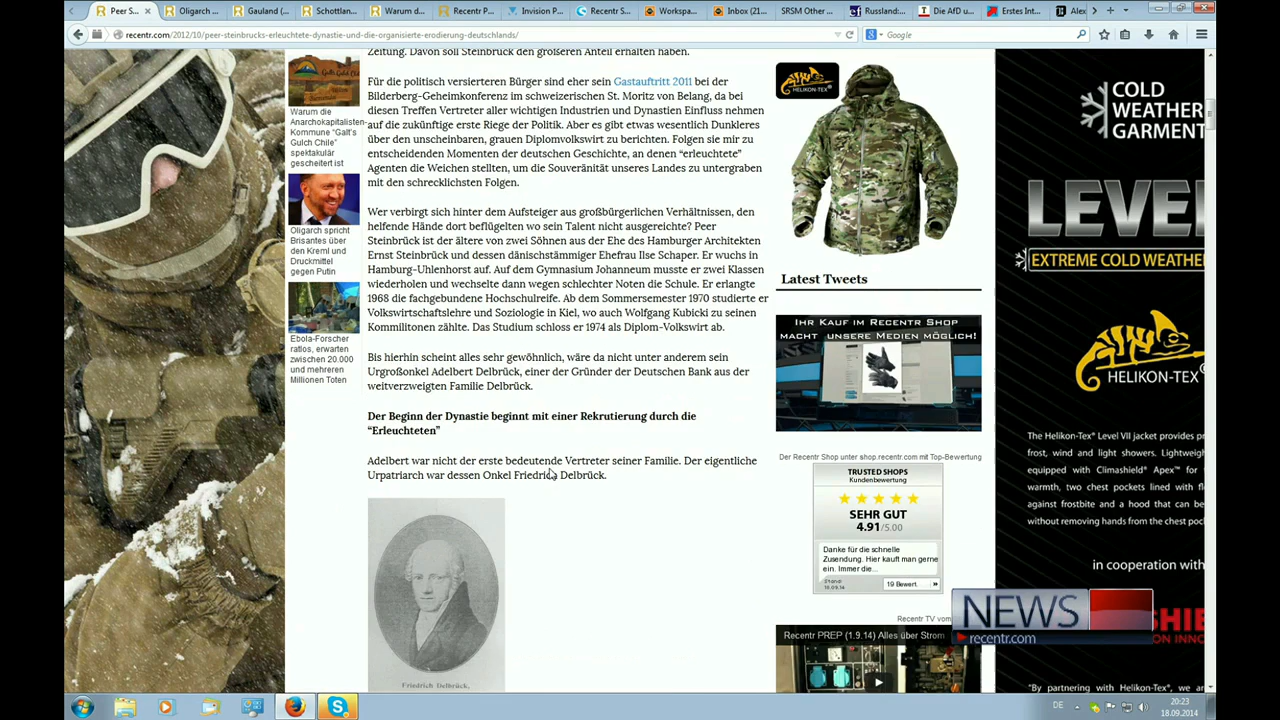 Peer S...
Oligarch ...
Gauland (...
Schottlan...
Warum d...
Recentr P...
Invision P...
Recentr S...
Workspa...
Inbox (21...
SRSM Other ...
Russland:...
Die AfD u...
Erstes Int...
Alex
recentr.com/2012/10/peer-steinbrucks-erleuchtete-dynastie-und-die-organisierte-erodierung-deutschlands/
Google
Zeitung. Davon soll Steinbrück den größeren Anteil erhalten haben.
Für die politisch versierteren Bürger sind eher sein Gastauftritt 2011 bei der
Bilderberg-Geheimkonferenz im schweizerischen St. Moritz von Belang, da bei
diesen Treffen Vertreter aller wichtigen Industrien und Dynastien Einfluss nehmen
auf die zukünftige erste Riege der Politik. Aber es gibt etwas wesentlich Dunkleres
über den unscheinbaren, grauen Diplomvolkswirt zu berichten. Folgen sie mir zu
entscheidenden Momenten der deutschen Geschichte, an denen “erleuchtete”
Agenten die Weichen stellten, um die Souveränität unseres Landes zu untergraben
mit den schrecklichsten Folgen.
Wer verbirgt sich hinter dem Aufsteiger aus großbürgerlichen Verhältnissen, den
helfende Hände dort beflügelten wo sein Talent nicht ausgereichte? Peer
Steinbrück ist der ältere von zwei Söhnen aus der Ehe des Hamburger Architekten
Ernst Steinbrück und dessen dänischstämmiger Ehefrau Ilse Schaper. Er wuchs in
Hamburg-Uhlenhorst auf. Auf dem Gymnasium Johanneum musste er zwei Klassen
wiederholen und wechselte dann wegen schlechter Noten die Schule. Er erlangte
1968 die fachgebundene Hochschulreife. Ab dem Sommersemester 1970 studierte er
Volkswirtschaftslehre und Soziologie in Kiel, wo auch Wolfgang Kubicki zu seinen
Kommilitonen zählte. Das Studium schloss er 1974 als Diplom-Volkswirt ab.
Bis hierhin scheint alles sehr gewöhnlich, wäre da nicht unter anderem sein
Urgroßonkel Adelbert Delbrück, einer der Gründer der Deutschen Bank aus der
weitverzweigten Familie Delbrück.
Der Beginn der Dynastie beginnt mit einer Rekrutierung durch die
“Erleuchteten”
Adelbert war nicht der erste bedeutende Vertreter seiner Familie. Der eigentliche
Urpatriarch war dessen Onkel Friedrich Delbrück.
Friedrich Delbrück,
Warum die
Anarchokapitalisten-
Kommune “Galt's
Gulch Chile”
spektakulär
gescheitert ist
Oligarch spricht
Brisantes über
den Kreml und
Druckmittel
gegen Putin
Ebola-Forscher
ratlos, erwarten
zwischen 20.000
und mehreren
Millionen Toten
HELIKON-TEX
Latest Tweets
IHR KAUF IM RECENTR SHOP
MACHT UNSERE MEDIEN MÖGLICH!
Der Recentr Shop unter shop.recentr.com mit Top-Bewertung
TRUSTED SHOPS
Kundenbewertung
SEHR GUT
4.91/5.00
Danke für die schnelle
Zusendung. Hier kauft man gerne
ein. Immer die...
Stand:
18.09.14
19 Bewert.
Recentr TV vom
Recentr PREP (1.9.14) Alles über Strom
COLD
WEATHER
GARMENT
LEVE
EXTREME COLD WEATHE
HELIKON-TEX
The Helikon-Tex® Level VII jacket provides pr
wind and light showers. Lightweigh
equipped with Climashield® Apex™ for
warmth, two chest pockets lined with fl
against frostbite and a hood that can b
without removing hands from the chest poc
in cooperation with
HIE
ON INNO
"By partnering with Helikon-Tex®, we ar
NEWS
recentr.com
DE
20:23
18.09.2014